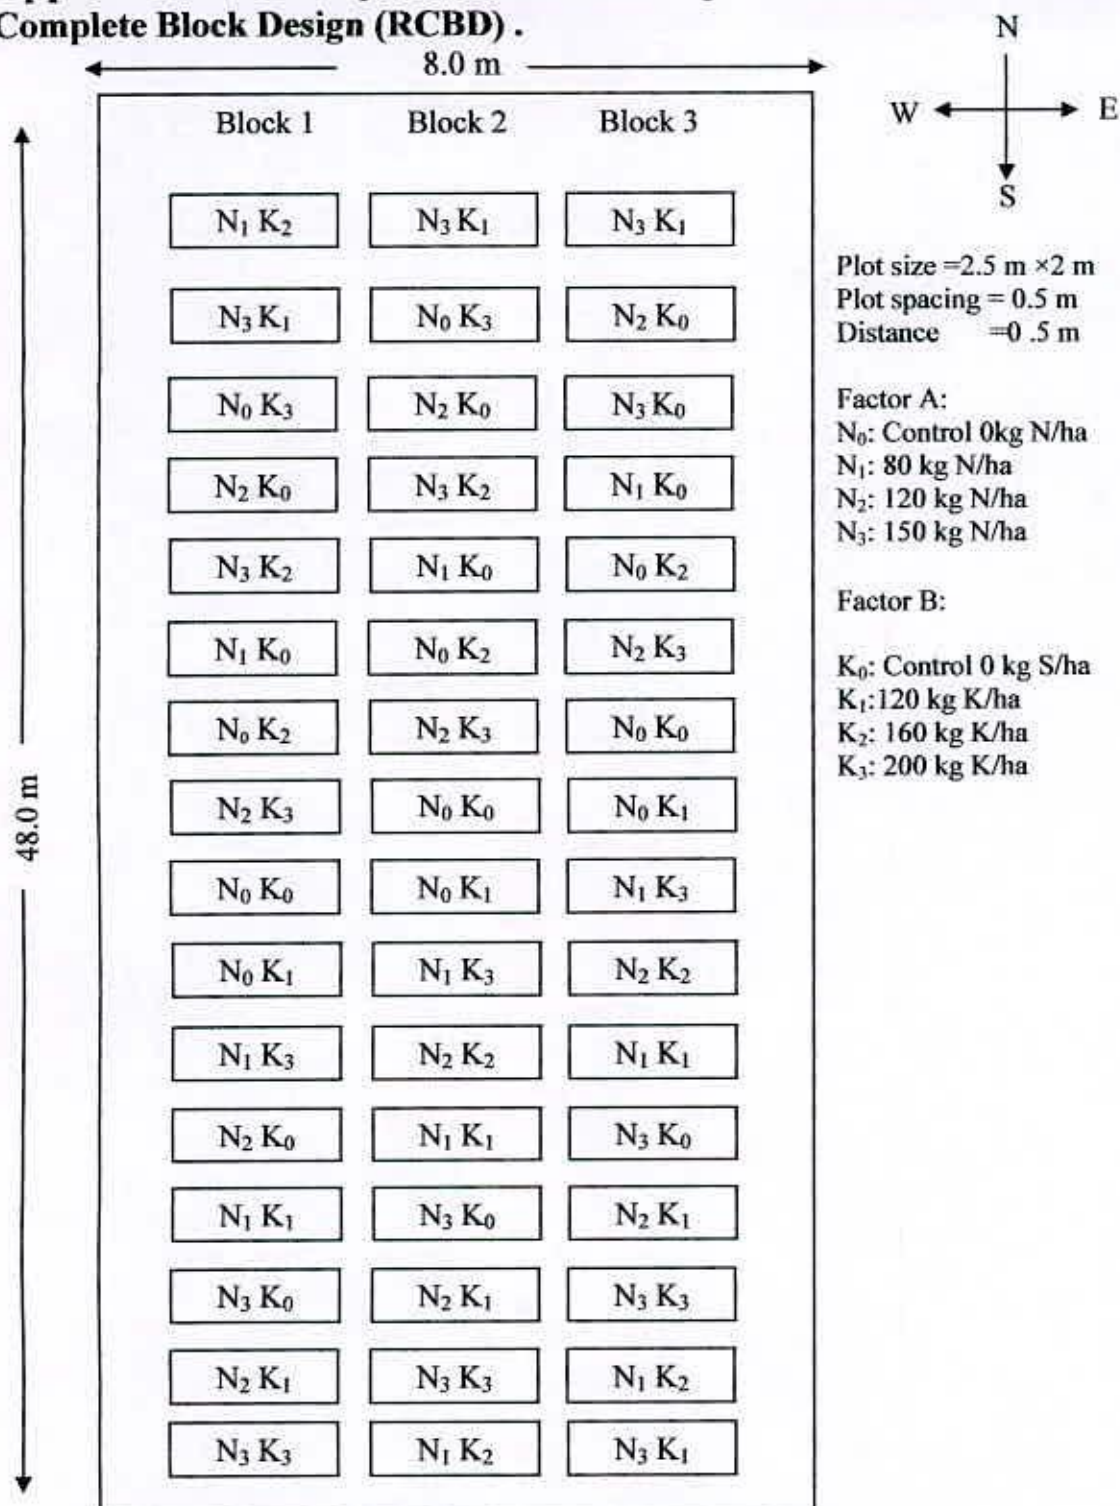 Complete Block Design (RCBD) .
8.0 m
N
W
E
S
Block 1 Block 2 Block 3
N₁ K₂ N₃ K₁ N₃ K₁
N₃ K₁ N₀ K₃ N₂ K₀
N₀ K₃ N₂ K₀ N₃ K₀
N₂ K₀ N₃ K₂ N₁ K₀
N₃ K₂ N₁ K₀ N₀ K₂
N₁ K₀ N₀ K₂ N₂ K₃
Nₒ K₂ N₂ K₃ N₀ K₀
N₂ K₃ N₀ K₀ N₀ K₁
N₀ K₀ N₀ K₁ N₁ K₃
N₀ K₁ N₁ K₃ N₂ K₂
N₁ K₃ N₂ K₂ N₁ K₁
N₂ K₀ N₁ K₁ N₃ K₀
N₁ K₁ N₃ K₀ N₂ K₁
N₃ K₀ N₂ K₁ N₃ K₃
N₂ K₁ N₃ K₃ N₁ K₂
N₃ K₃ N₁ K₂ N₃ K₁
48.0 m
Plot size =2.5 m ×2 m
Plot spacing = 0.5 m
Distance =0 .5 m
Factor A:
N₀: Control 0kg N/ha
N₁: 80 kg N/ha
N₂: 120 kg N/ha
N₃: 150 kg N/ha
Factor B:
K₀: Control 0 kg S/ha
K₁:120 kg K/ha
K₂: 160 kg K/ha
K₃: 200 kg K/ha